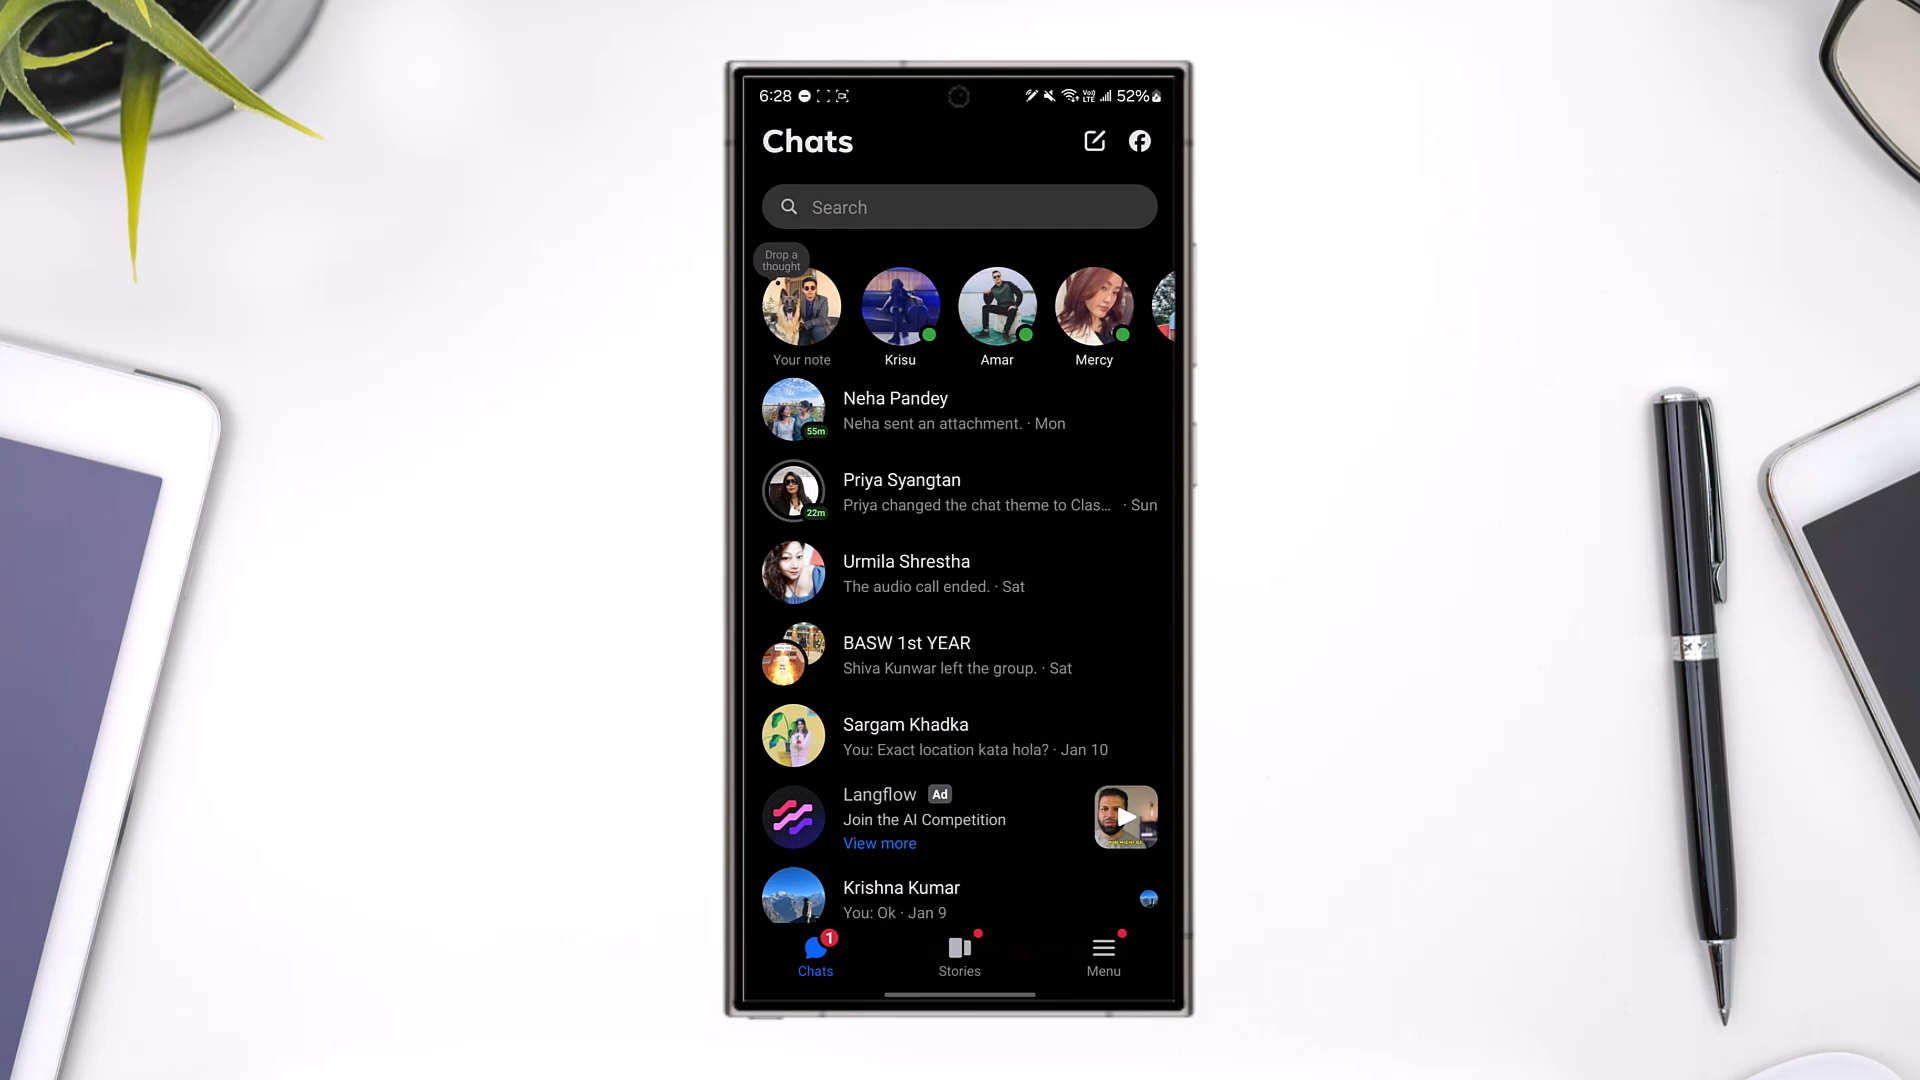 6:28
Vo))
LTE
52%
Chats
Search
Drop a
thought
Your note
Krisu
Amar
Mercy
Neha Pandey
Neha sent an attachment. · Mon
55m
Priya Syangtan
Priya changed the chat theme to Clas... · Sun
22m
Urmila Shrestha
The audio call ended. · Sat
BASW 1st YEAR
Shiva Kunwar left the group. · Sat
Sargam Khadka
You: Exact location kata hola? · Jan 10
Langflow Ad
Join the AI Competition
View more
Krishna Kumar
You: Ok · Jan 9
1
Chats
Stories
Menu